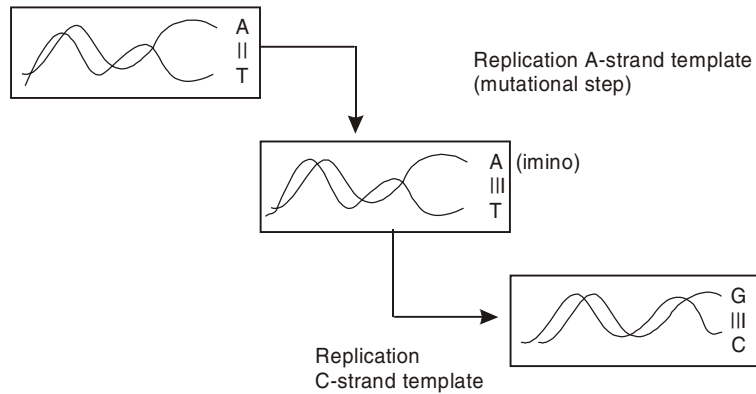 A
||
T
Replication A-strand template
(mutational step)
A (imino)
|||
T
G
|||
C
Replication
C-strand template